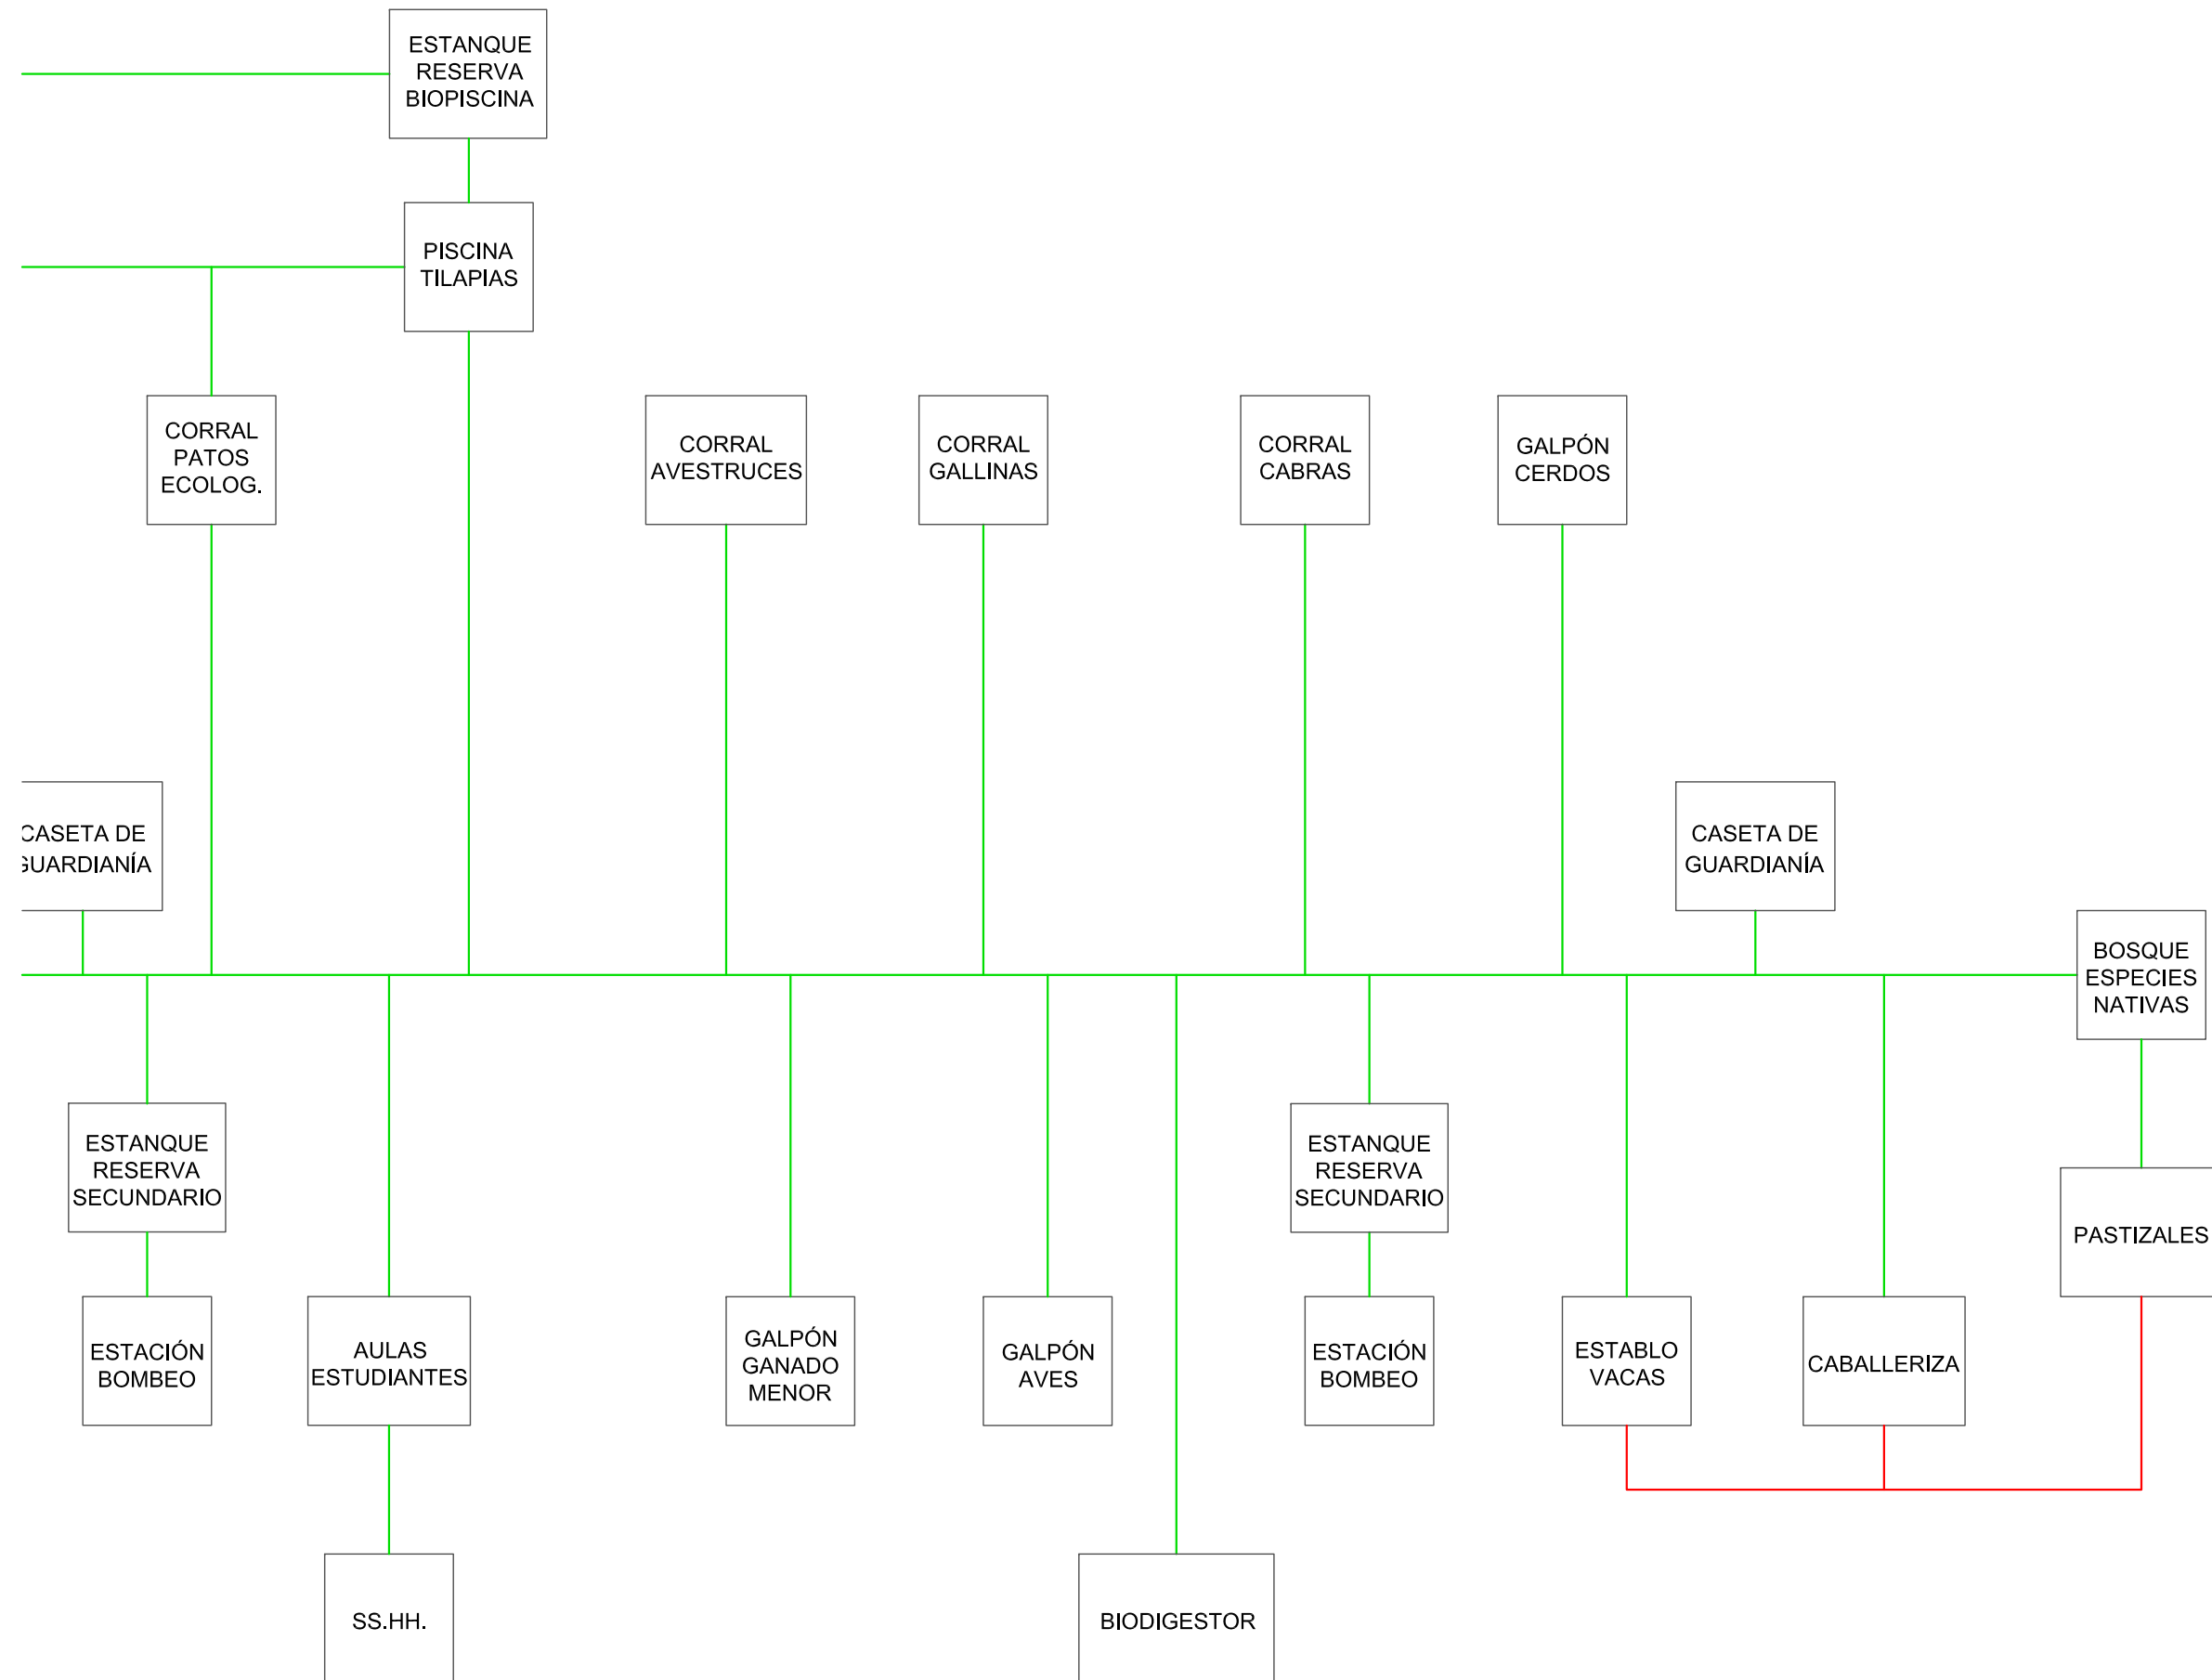 ESTANQUE
RESERVA
BIOPISCINA
PISCINA
TILAPIAS
CORRAL
PATOS
ECOLOG.
CORRAL
AVESTRUCES
CORRAL
GALLINAS
CORRAL
CABRAS
GALPÓN
CERDOS
CASETA DE
GUARDIANÍA
CASETA DE
GUARDIANÍA
BOSQUE
ESPECIES
NATIVAS
ESTANQUE
RESERVA
SECUNDARIO
ESTANQUE
RESERVA
SECUNDARIO
PASTIZALES
ESTACIÓN
BOMBEO
AULAS
ESTUDIANTES
GALPÓN
GANADO
MENOR
GALPÓN
AVES
ESTACIÓN
BOMBEO
ESTABLO
VACAS
CABALLERIZA
SS.HH.
BIODIGESTOR